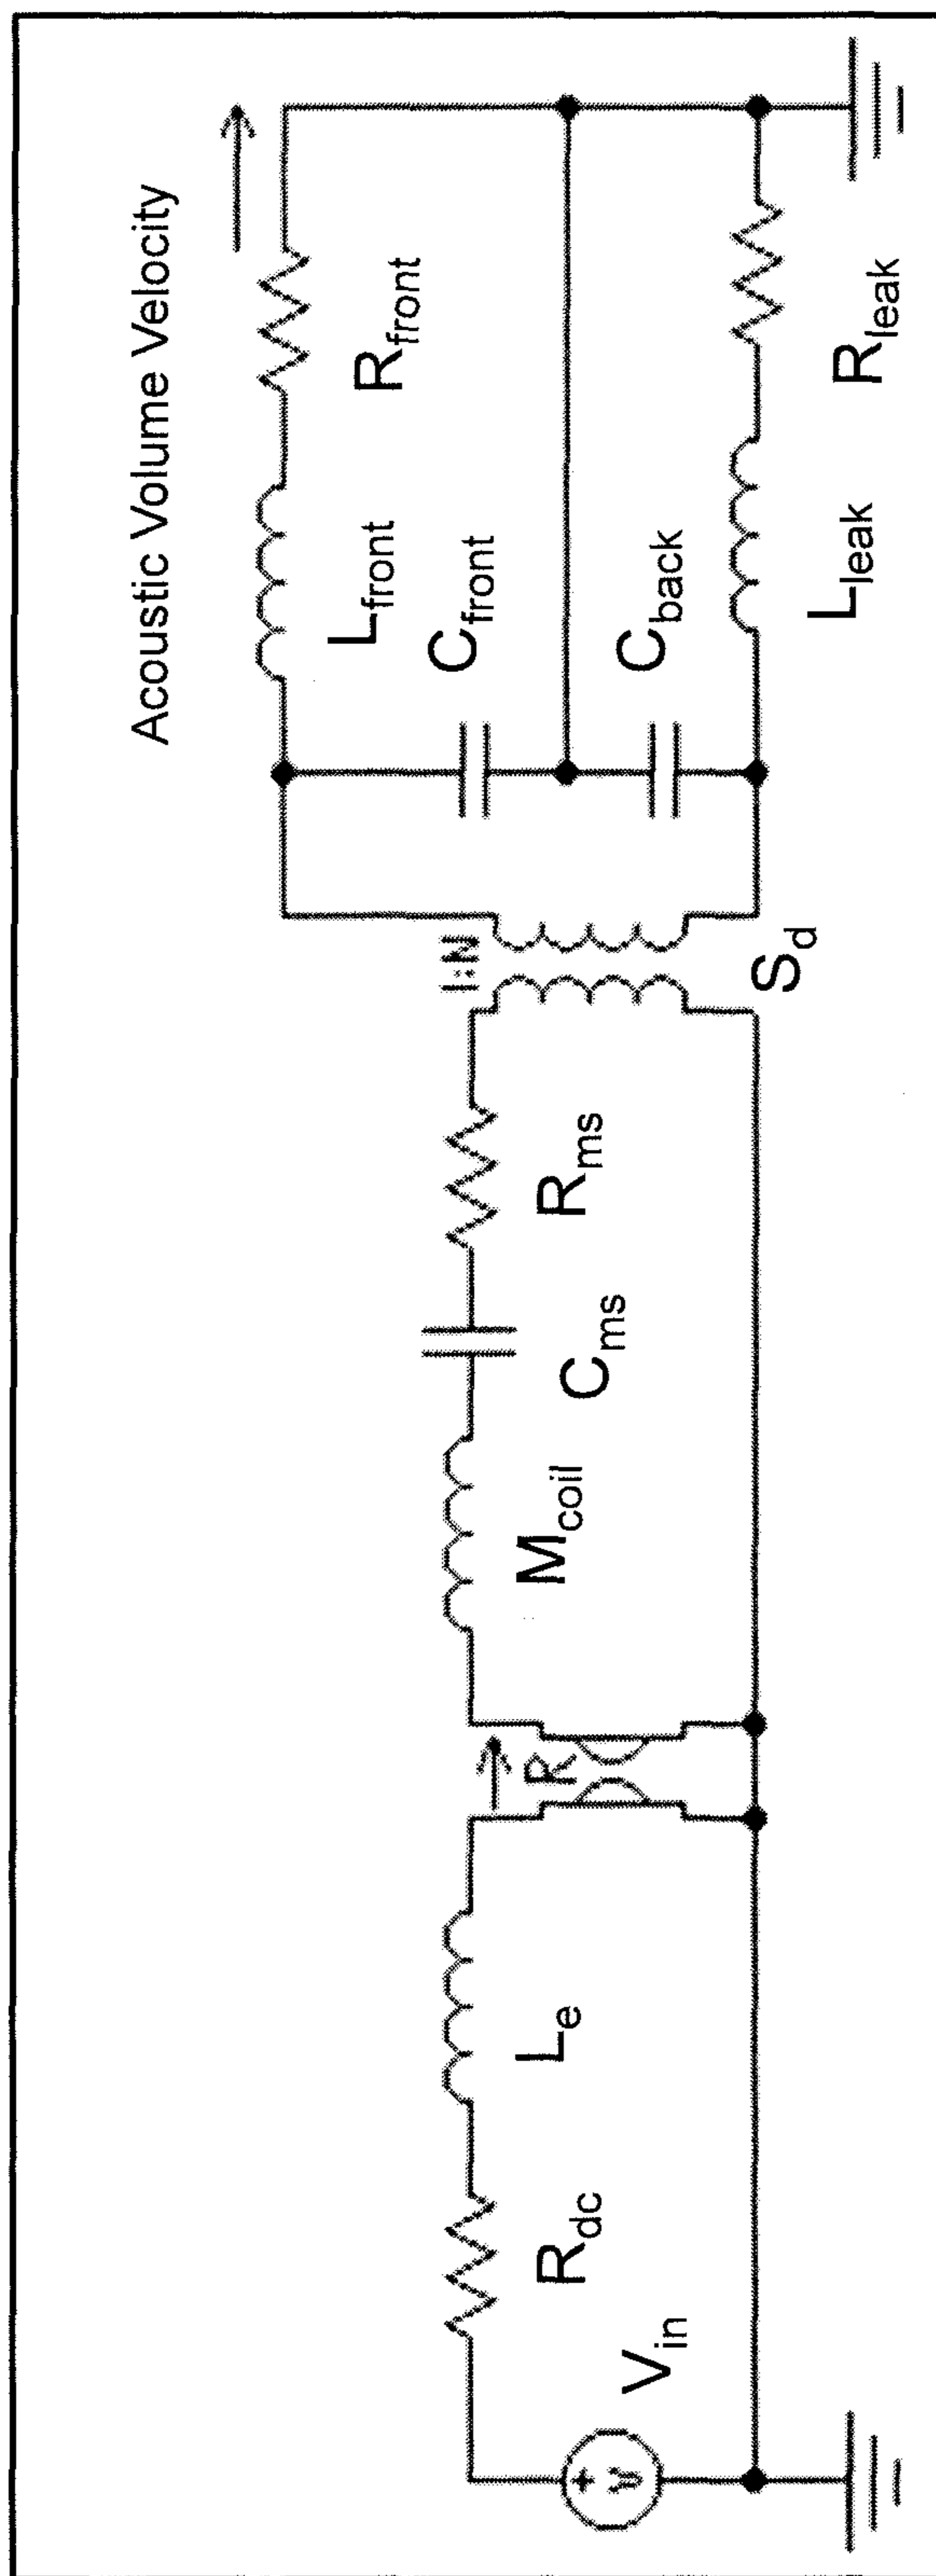 Acoustic Volume Velocity
V_in
+
V
R_dc
L_e
R
M_coil
C_ms
R_ms
1:N
S_d
L_front
R_front
C_front
C_back
L_leak
R_leak